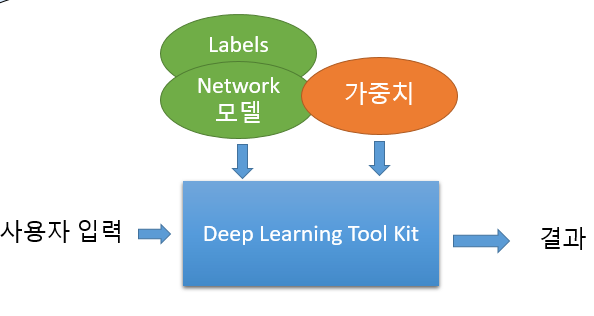 Labels
Network
모델
가중치
사용자 입력
Deep Learning Tool Kit
결과